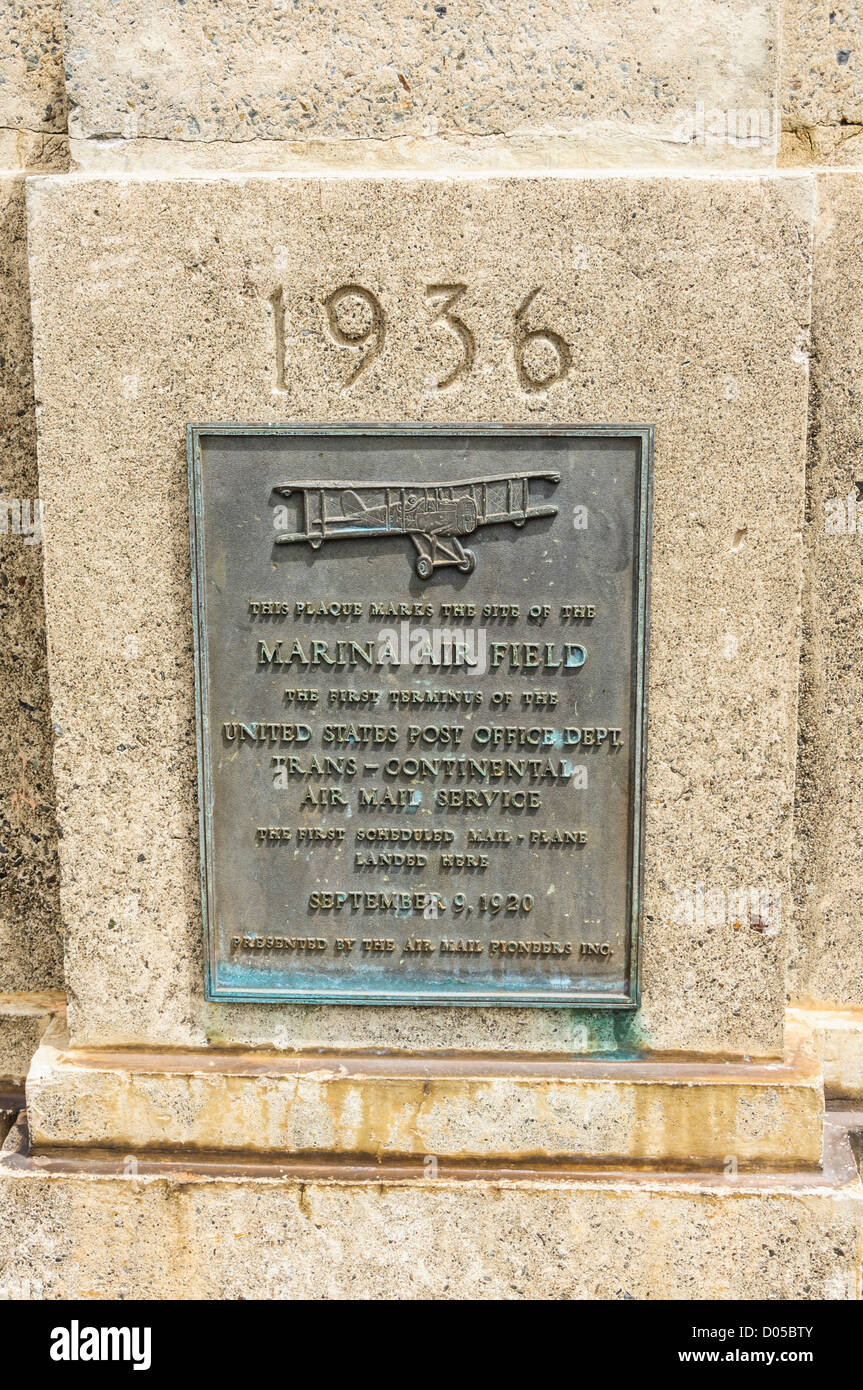 1936
THIS PLAQUE MARKS THE SITE OF THE
MARINA AIR FIELD
THE FIRST TERMINUS OF THE
UNITED STATES POST OFFICE DEPT.
TRANS-CONTINENTAL
AIR MAIL SERVICE
THE FIRST SCHEDULED MAIL-PLANE
LANDED HERE
SEPTEMBER 9, 1920
PRESENTED BY THE AIR MAIL PIONEERS INC.
alamy stock photo
D05BTY
www.alamy.com